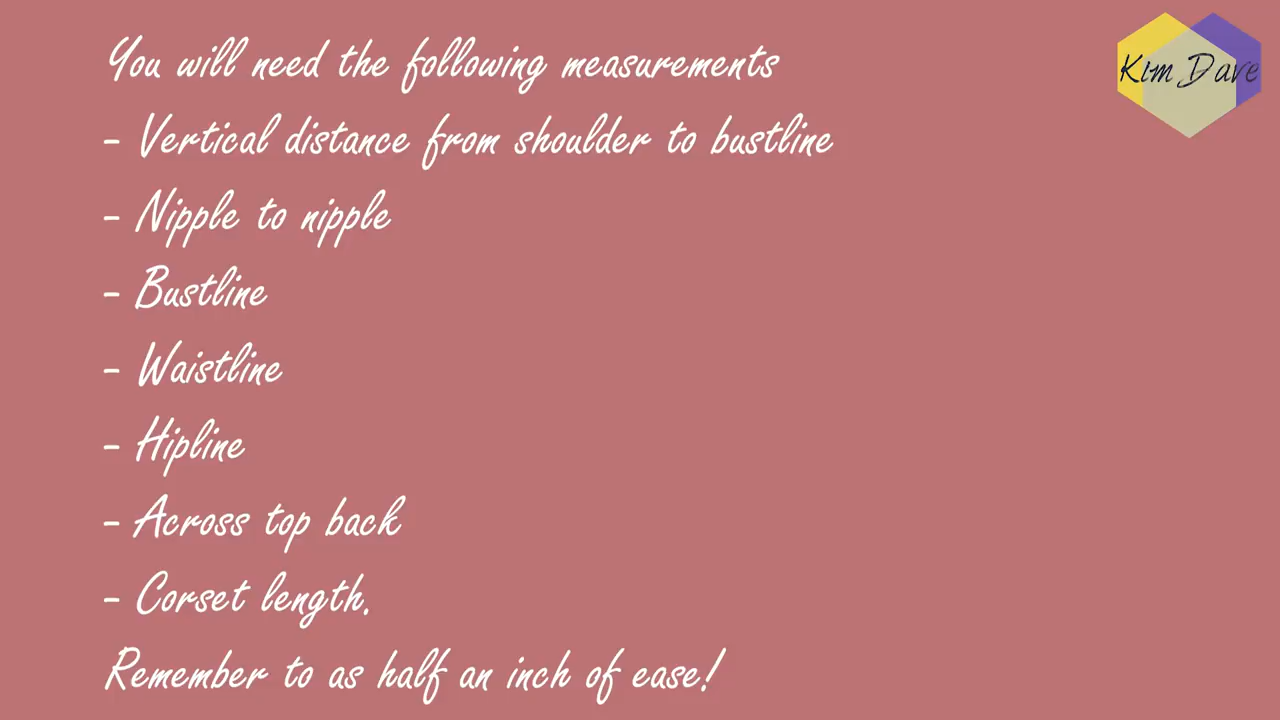 You will need the following measurements
Kim Dave
- Vertical distance from shoulder to bustline
- Nipple to nipple
- Bustline
- Waistline
- Hipline
- Across top back
- Corset length.
Remember to as half an inch of ease!